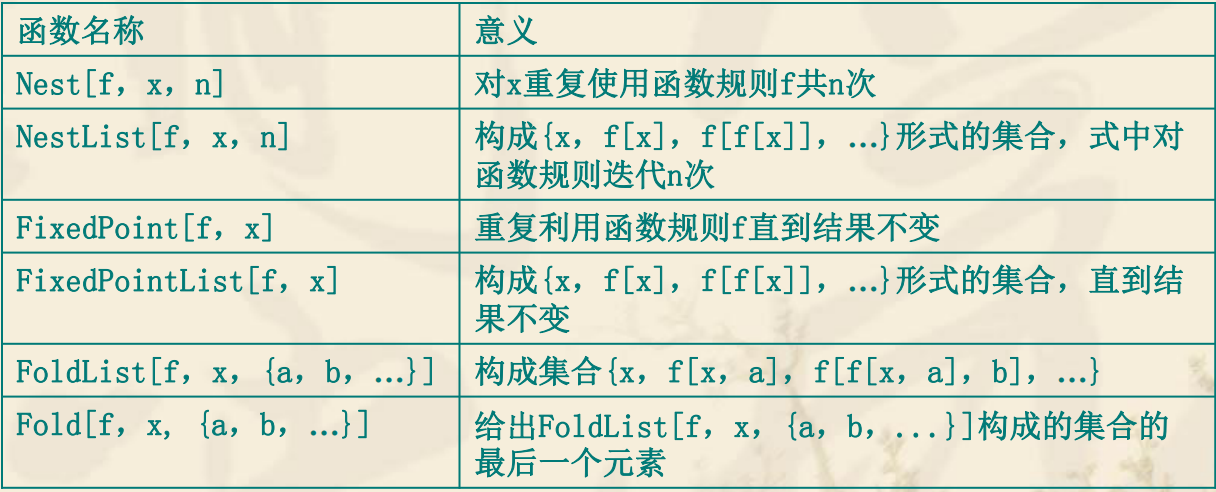 函数名称
意义
Nest[f, x, n]
对x重复使用函数规则f共n次
NestList[f, x, n]
构成{x, f[x], f[f[x]], …}形式的集合，式中对
函数规则迭代n次
FixedPoint[f, x]
重复利用函数规则f直到结果不变
FixedPointList[f, x]
构成{x, f[x], f[f[x]], …}形式的集合，直到结
果不变
FoldList[f, x, {a, b, …}]
构成集合{x, f[x, a], f[f[x, a], b], …}
Fold[f, x, {a, b, …}]
给出FoldList[f, x, {a, b, ...}]构成的集合的
最后一个元素